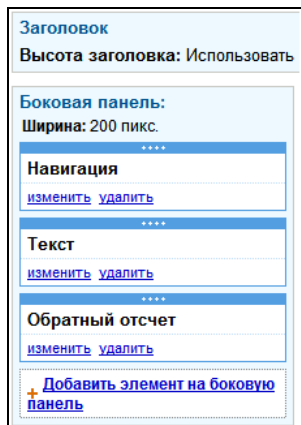 Заголовок
Высота заголовка: Использовать
Боковая панель:
Ширина: 200 пикс.
Навигация
изменить удалить
Текст
изменить удалить
Обратный отсчет
изменить удалить
+ Добавить элемент на боковую
панель